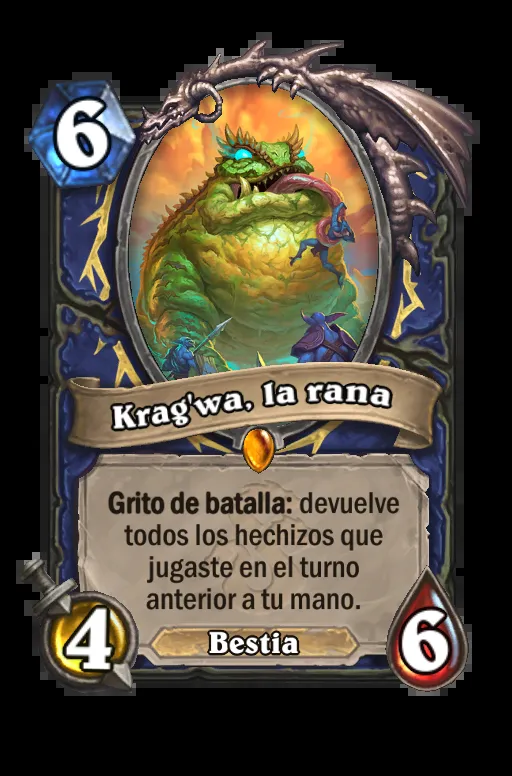 6
Krag'wa, la rana
Grito de batalla: devuelve
todos los hechizos que
jugaste en el turno
anterior a tu mano.
4
Bestia
6